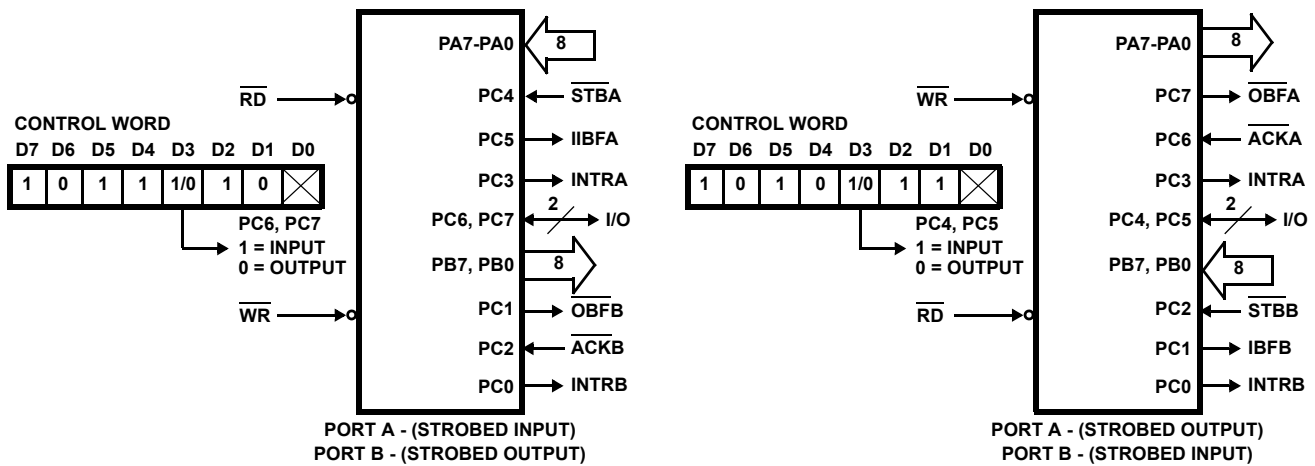 PA7-PA0
8
RD
PC4
STBA
CONTROL WORD
PC5
IIBFA
D7 D6 D5 D4 D3 D2 D1 D0
1 0 1 1 1/0 1 0
PC3
INTRA
PC6, PC7
1 = INPUT
0 = OUTPUT
PC6, PC7
2
I/O
PB7, PB0
8
WR
PC1
OBFB
PC2
ACKB
PC0
INTRB
PORT A - (STROBED INPUT)
PORT B - (STROBED OUTPUT)
PA7-PA0
8
WR
PC7
OBFA
CONTROL WORD
PC6
ACKA
D7 D6 D5 D4 D3 D2 D1 D0
1 0 1 0 1/0 1 1
PC3
INTRA
PC4, PC5
1 = INPUT
0 = OUTPUT
PC4, PC5
2
I/O
PB7, PB0
8
RD
PC2
STBB
PC1
IBFB
PC0
INTRB
PORT A - (STROBED OUTPUT)
PORT B - (STROBED INPUT)